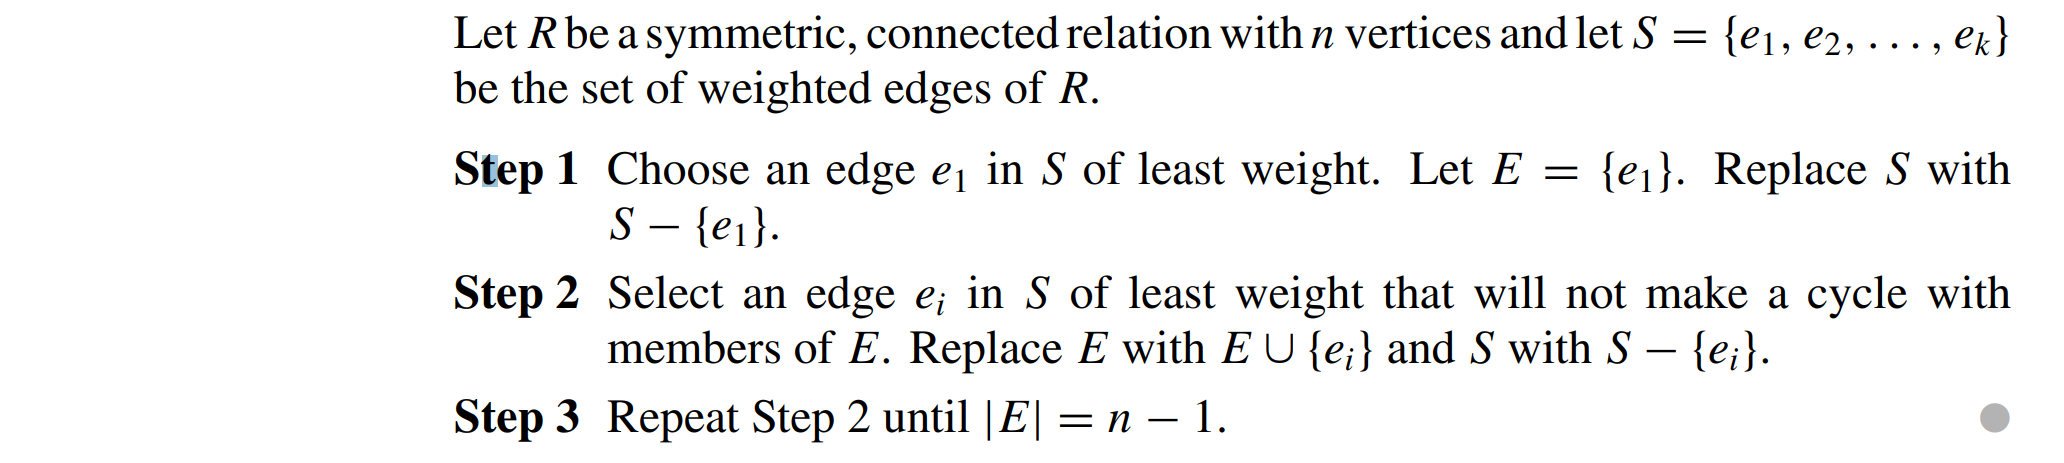 Let R be a symmetric, connected relation with n vertices and let S = {e₁, e₂, . . . , eₖ}
be the set of weighted edges of R.
Step 1 Choose an edge e₁ in S of least weight. Let E = {e₁}. Replace S with
S − {e₁}.
Step 2 Select an edge eᵢ in S of least weight that will not make a cycle with
members of E. Replace E with E ∪ {eᵢ} and S with S − {eᵢ}.
Step 3 Repeat Step 2 until |E| = n − 1.